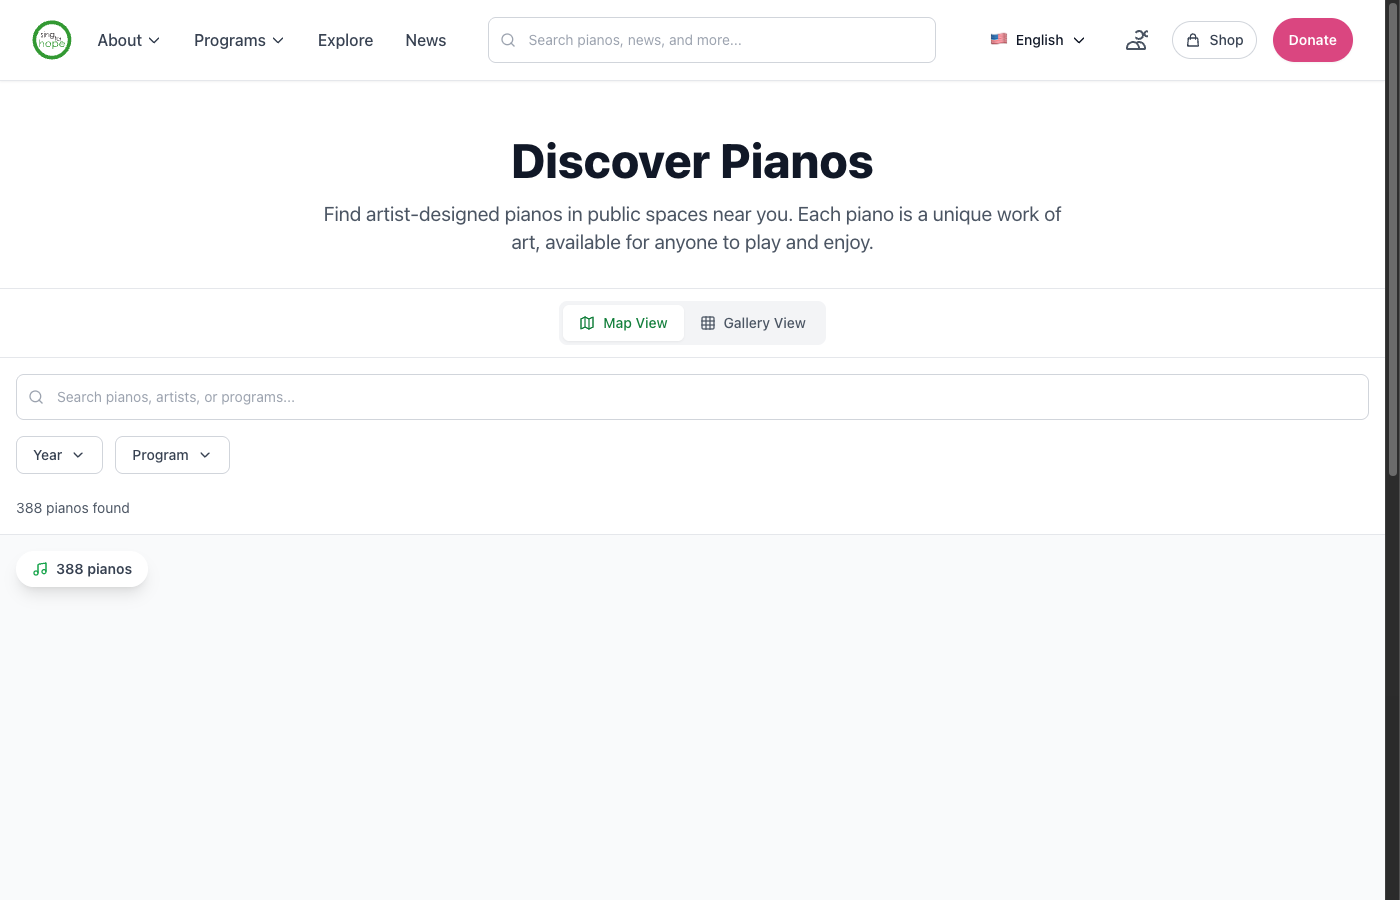 sing for hope
About
Programs
Explore
News
Search pianos, news, and more...
English
Shop
Donate
Discover Pianos
Find artist-designed pianos in public spaces near you. Each piano is a unique work of
art, available for anyone to play and enjoy.
Map View
Gallery View
Search pianos, artists, or programs...
Year
Program
388 pianos found
388 pianos